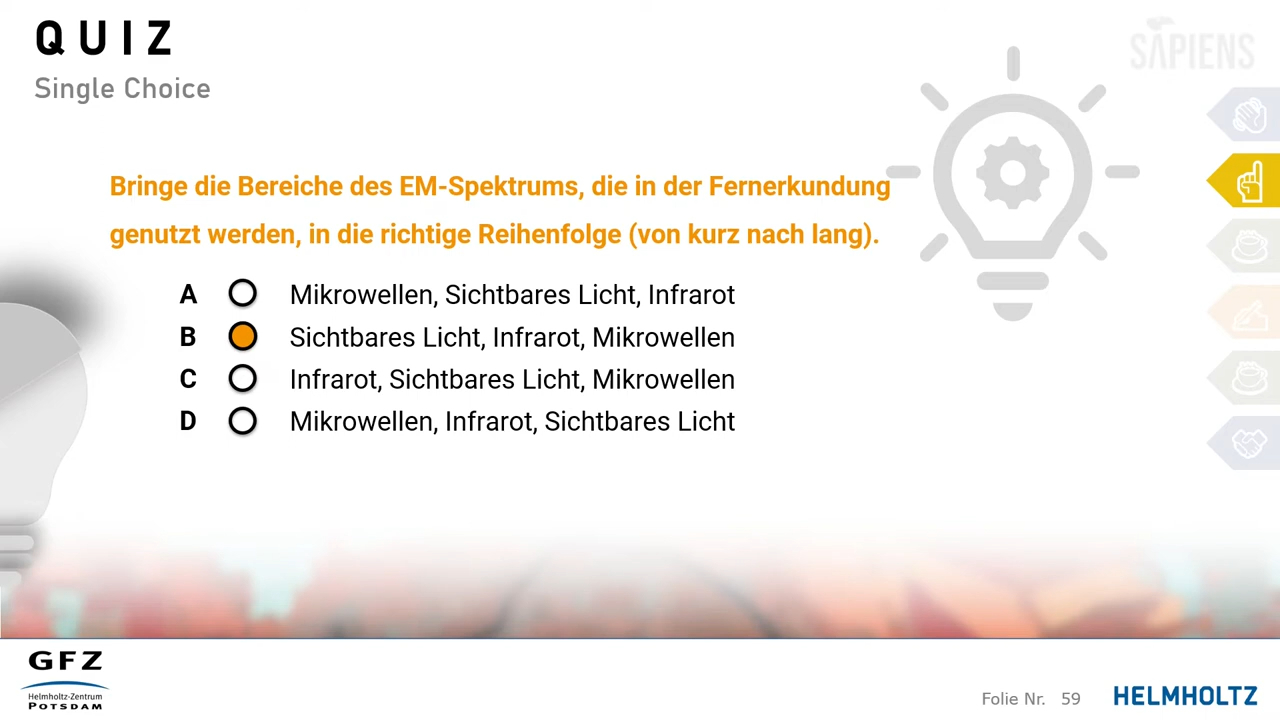 QUIZ
SAPIENS
Single Choice
Bringe die Bereiche des EM-Spektrums, die in der Fernerkundung
genutzt werden, in die richtige Reihenfolge (von kurz nach lang).
A Mikrowellen, Sichtbares Licht, Infrarot
B Sichtbares Licht, Infrarot, Mikrowellen
C Infrarot, Sichtbares Licht, Mikrowellen
D Mikrowellen, Infrarot, Sichtbares Licht
GFZ
Helmholtz-Zentrum
POTSDAM
Folie Nr. 59
HELMHOLTZ